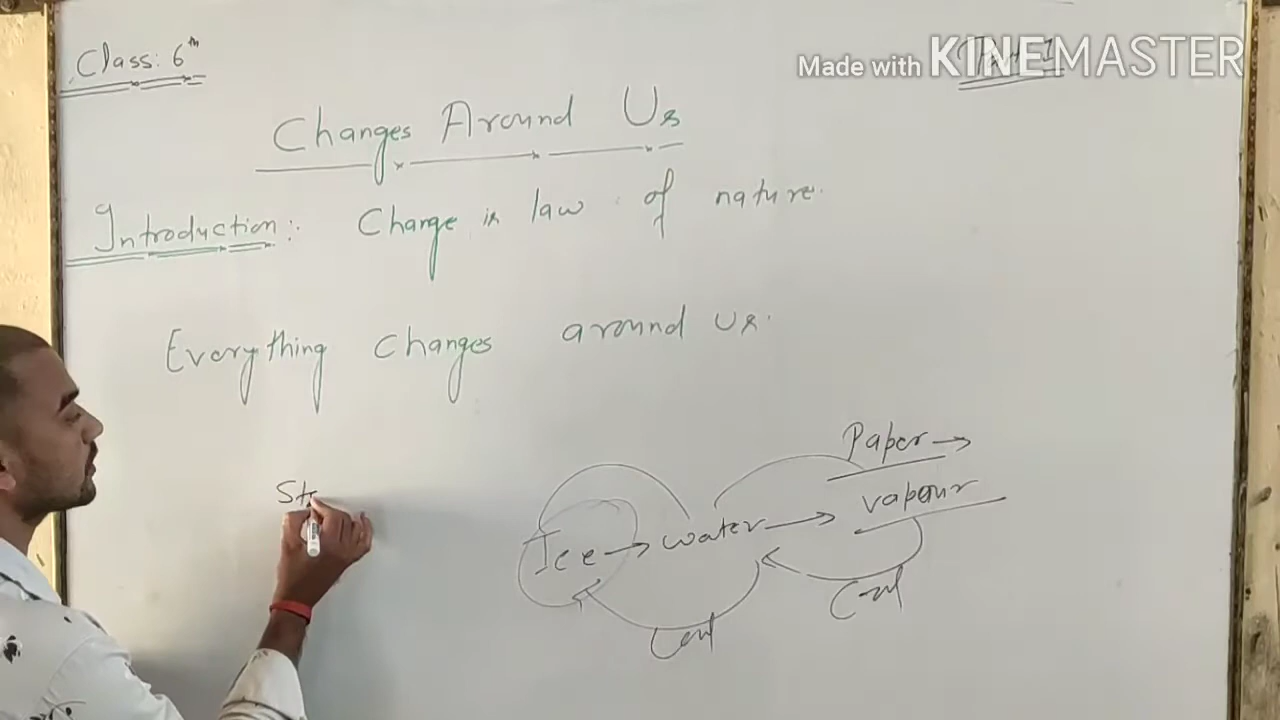 Class: 6th
Made with KINEMASTER
Changes Around Us
Introduction: Change is law of nature.
Everything changes around us.
Paper →
Ice → water → vapour
St
Cool
Cool